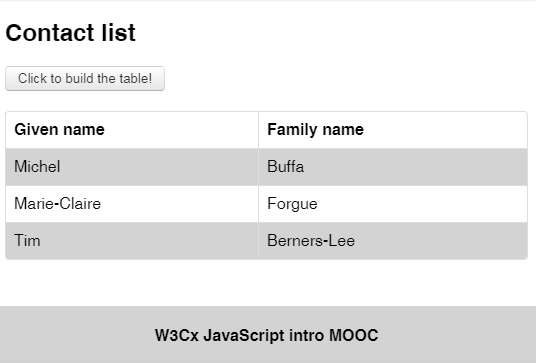 Contact list
Click to build the table!
Given name Family name
Michel Buffa
Marie-Claire Forgue
Tim Berners-Lee
W3Cx JavaScript intro MOOC